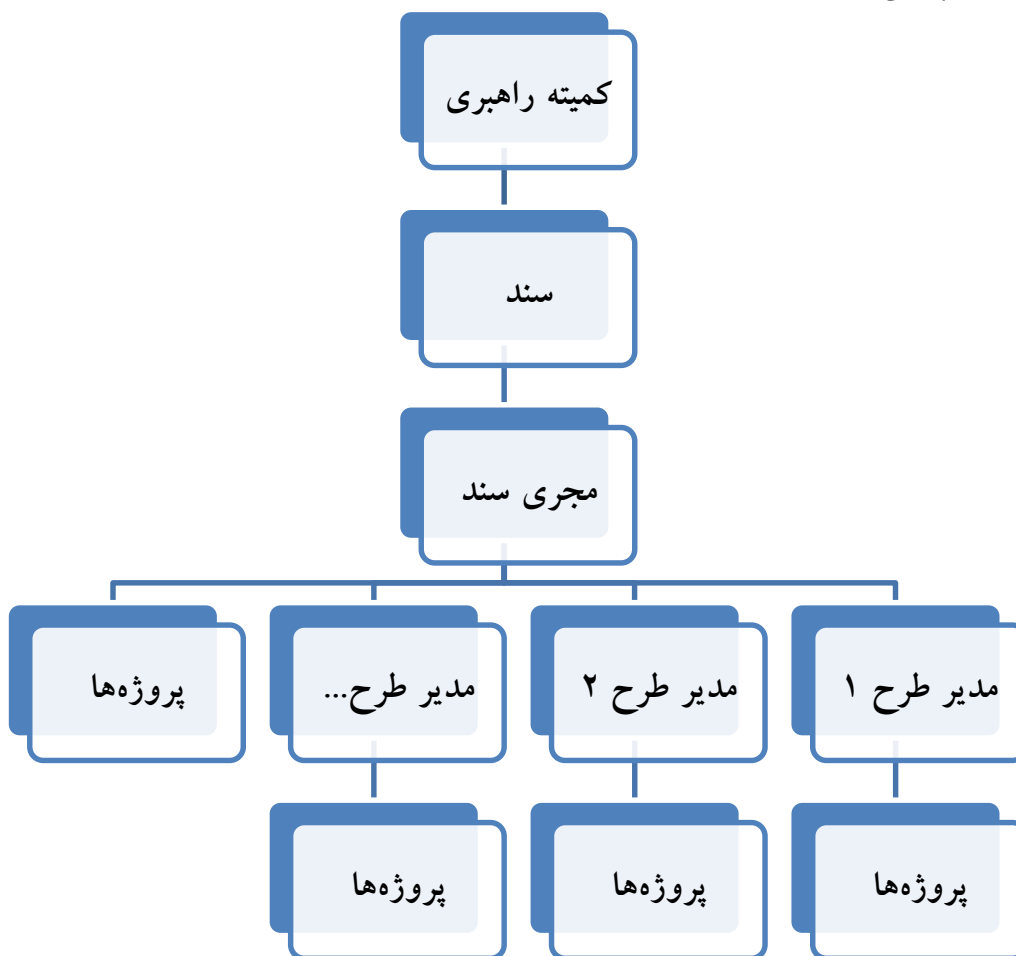 کمیته راهبری
سند
مجری سند
مدیر طرح ۱
مدیر طرح ۲
مدیر طرح...
پروژه‌ها
پروژه‌ها
پروژه‌ها
پروژه‌ها